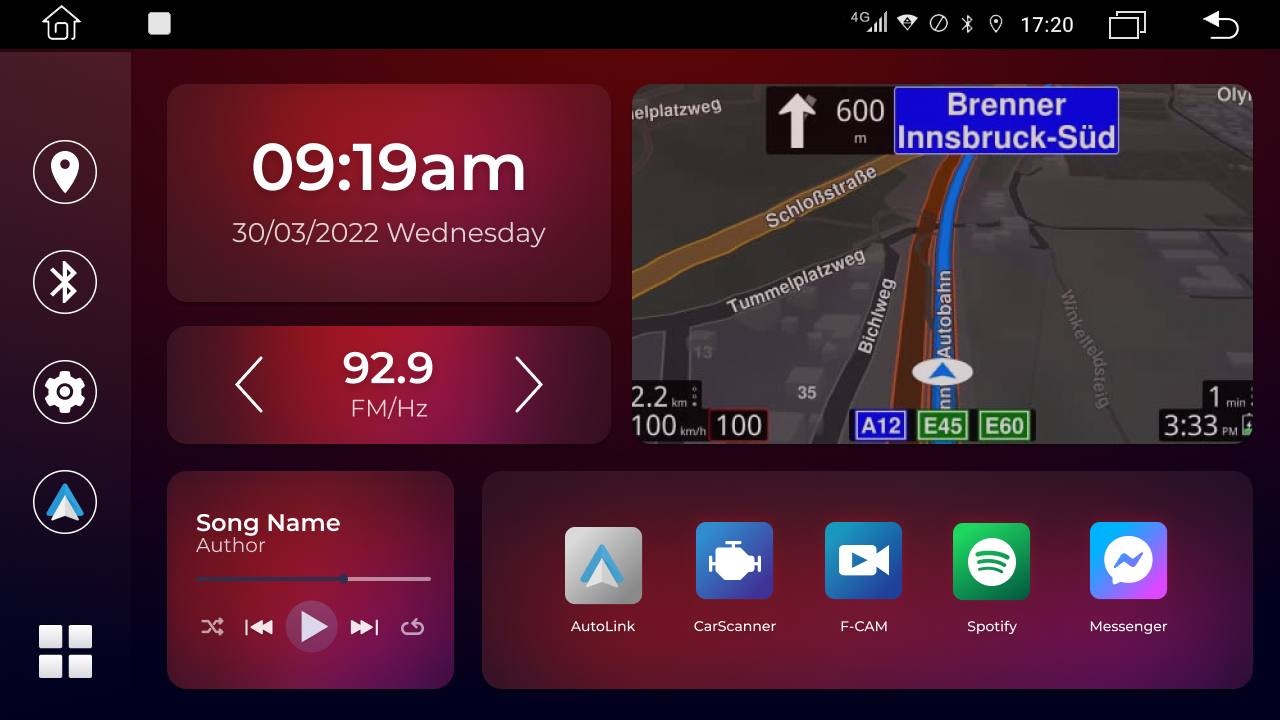 4G 17:20
09:19am
30/03/2022 Wednesday
92.9
FM/Hz
elplatzweg
600
m
Brenner
Innsbruck-Süd
Oly
Schloßstraße
Tummelplatzweg
Bichlweg
Autobahn
Winkelfeldsteig
13
35
2.2 km
100 km/h 100
A12 E45 E60
nn
1 min
3:33 PM
Song Name
Author
AutoLink
CarScanner
F-CAM
Spotify
Messenger